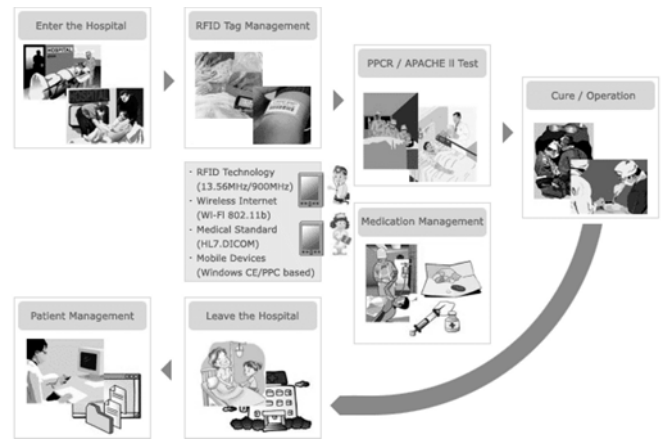 Enter the Hospital
HOSPITAL
RFID Tag Management
PPCR / APACHE II Test
Cure / Operation
· RFID Technology
(13.56MHz/900MHz)
· Wireless Internet
(Wi-Fi 802.11b)
· Medical Standard
(HL7.DICOM)
· Mobile Devices
(Windows CE/PPC based)
Medication Management
Patient Management
Leave the Hospital